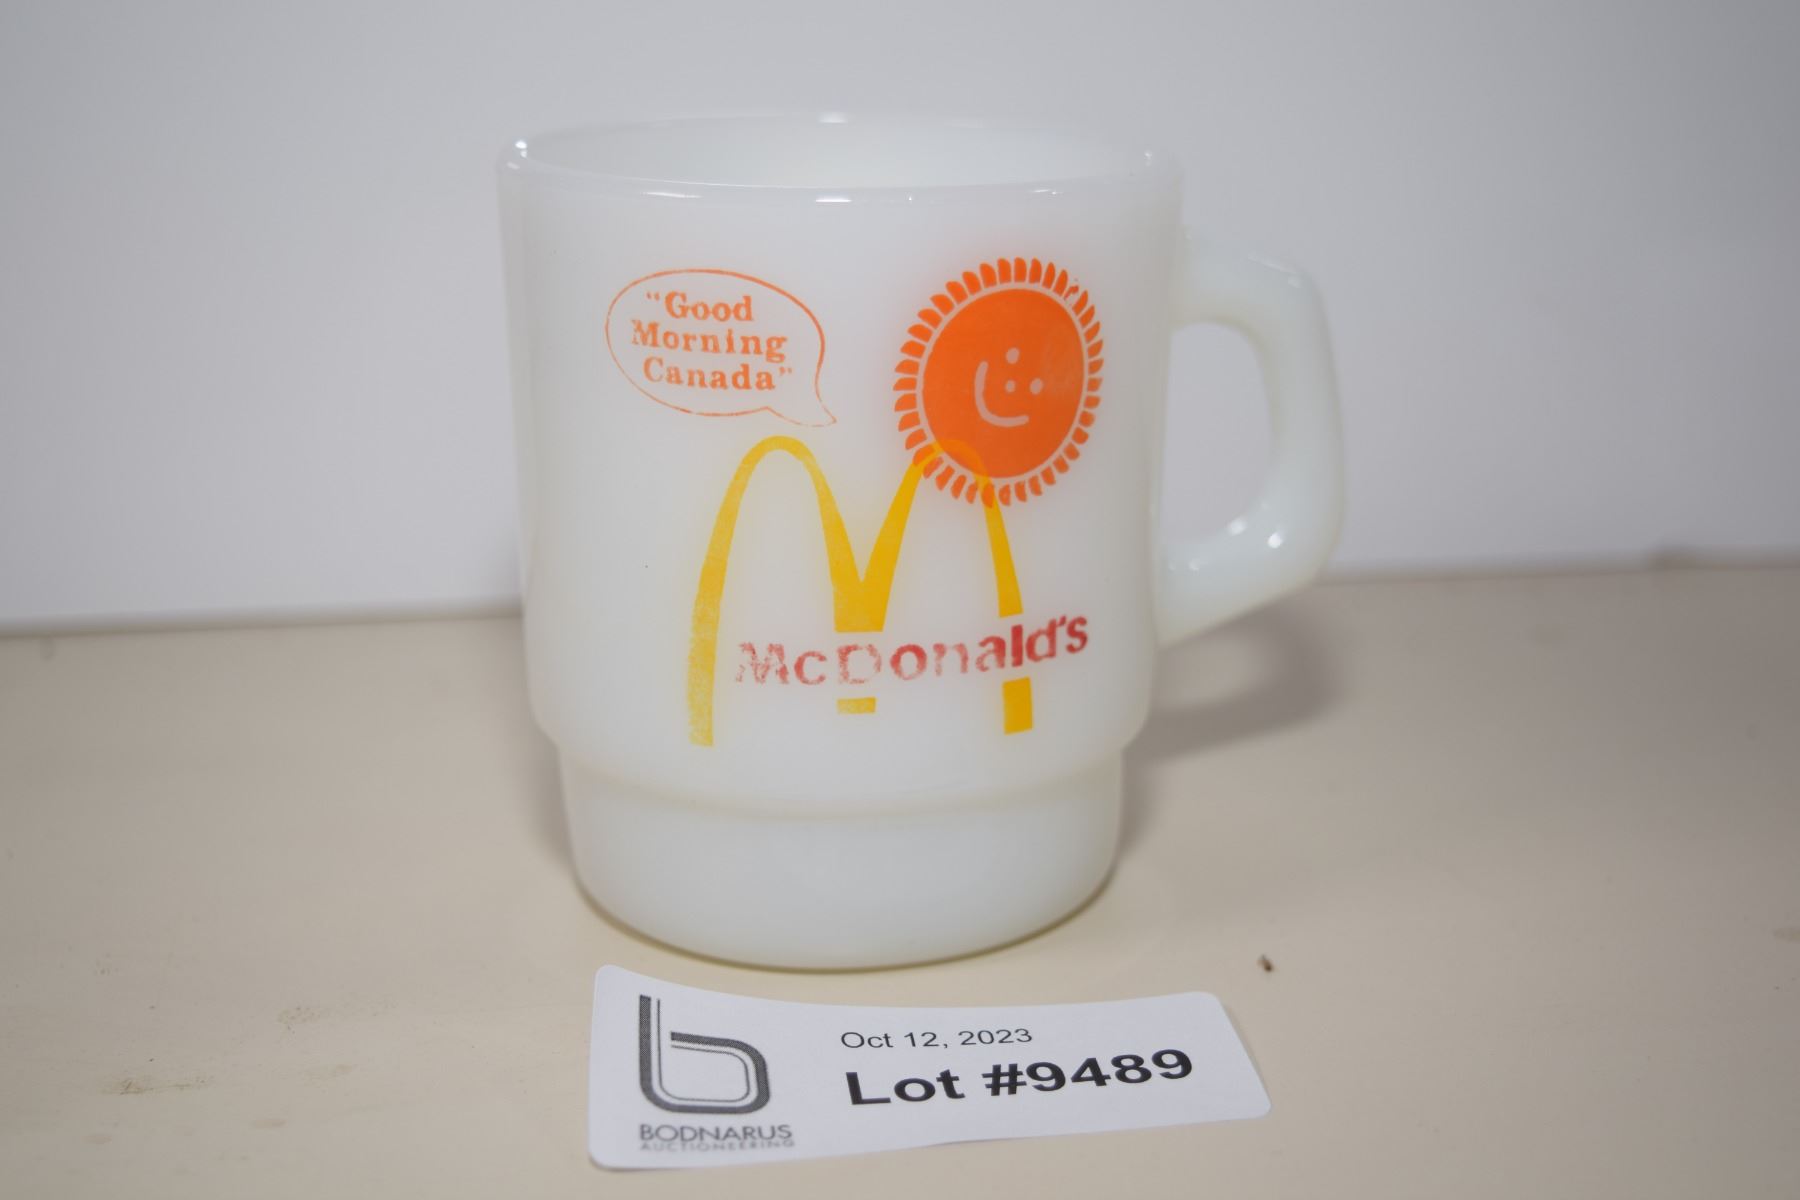 “Good
Morning
Canada”
McDonald's
Oct 12, 2023
Lot #9489
BODNARUS
AUCTIONEERING